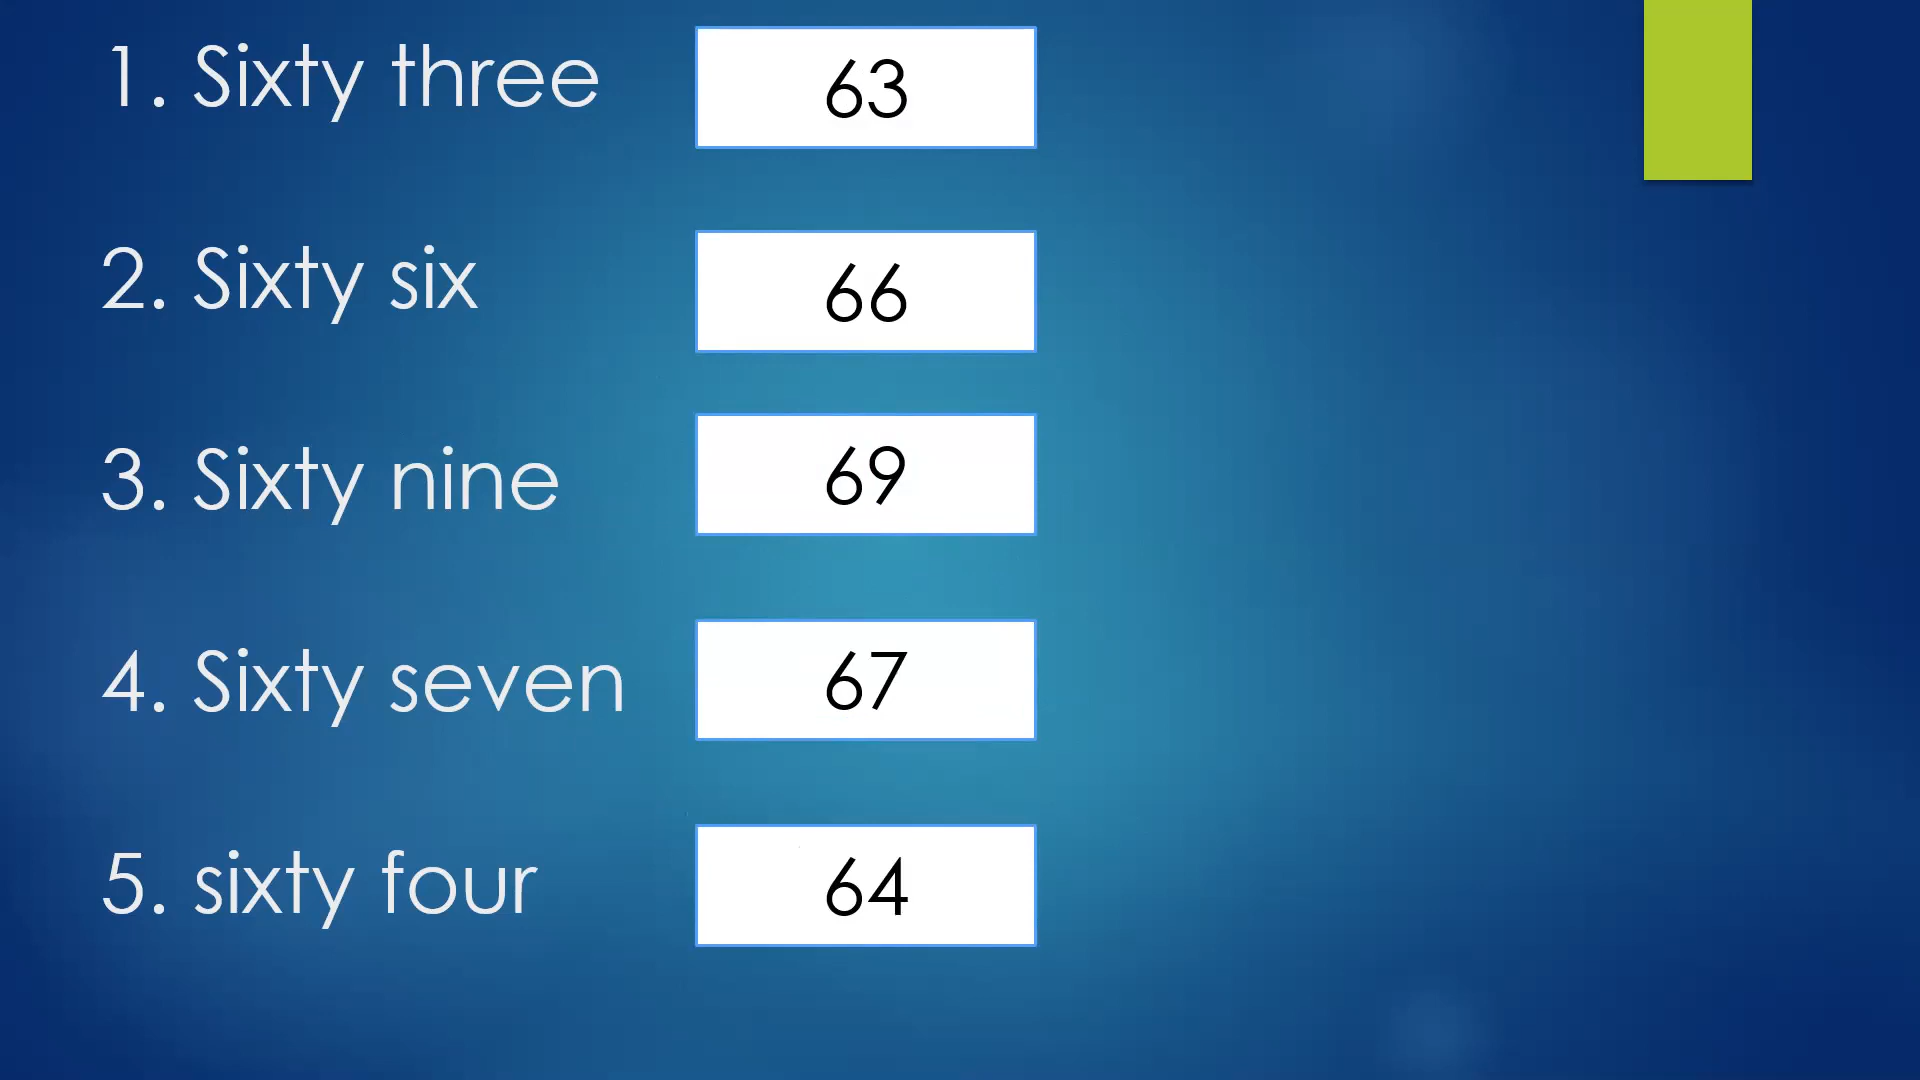 1. Sixty three 63
2. Sixty six 66
3. Sixty nine 69
4. Sixty seven 67
5. sixty four 64